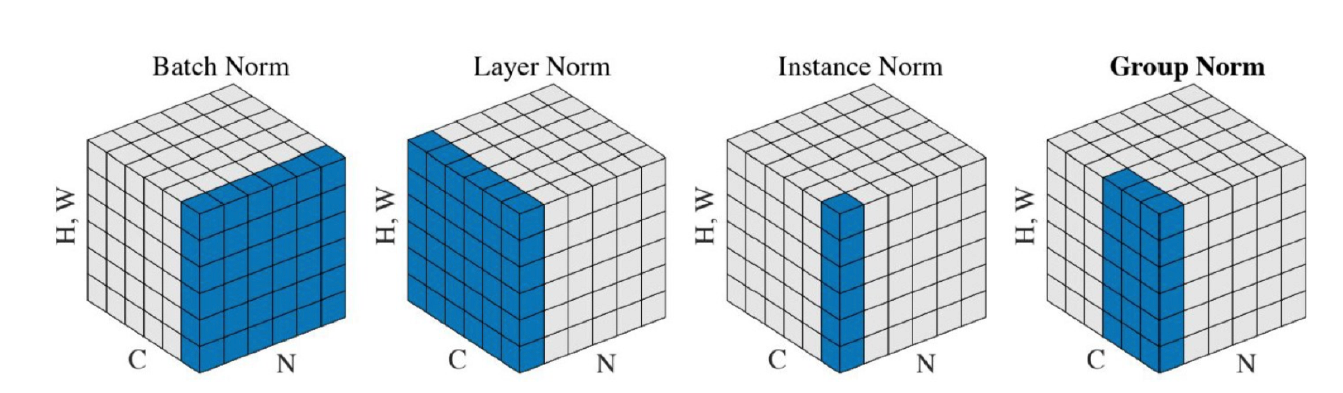 Batch Norm
Layer Norm
Instance Norm
Group Norm
H, W
C
N
H, W
C
N
H, W
C
N
H, W
C
N